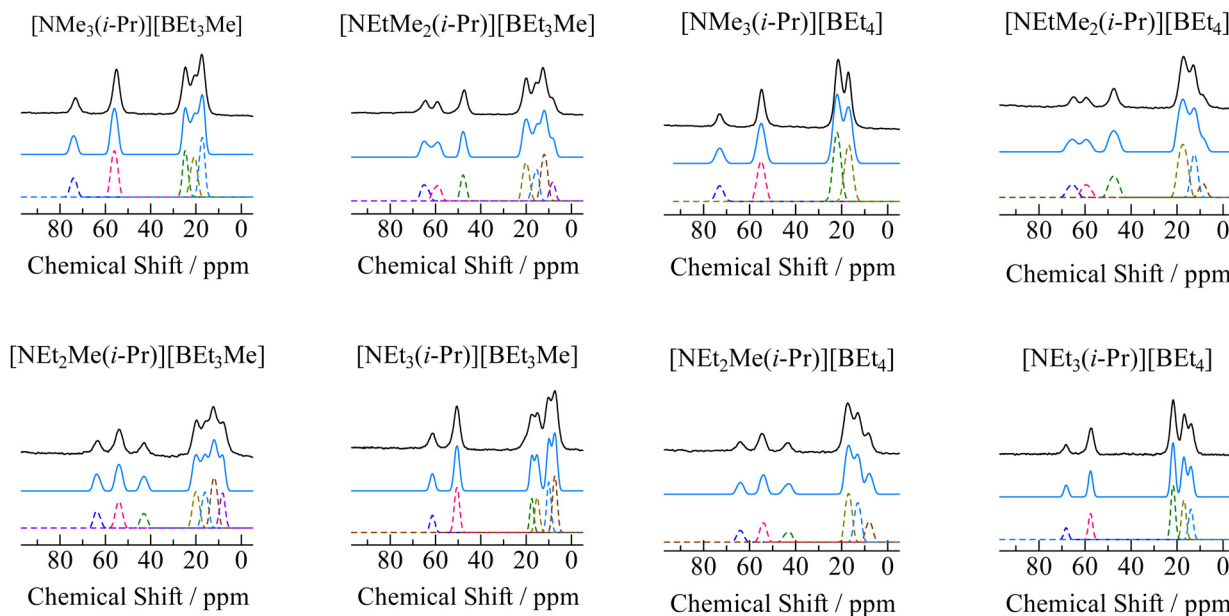 [NMe₃(i-Pr)][BEt₃Me]
[NEtMe₂(i-Pr)][BEt₃Me]
[NMe₃(i-Pr)][BEt₄]
[NEtMe₂(i-Pr)][BEt₄]
80 60 40 20 0
80 60 40 20 0
80 60 40 20 0
80 60 40 20 0
Chemical Shift / ppm
Chemical Shift / ppm
Chemical Shift / ppm
Chemical Shift / ppm
[NEt₂Me(i-Pr)][BEt₃Me]
[NEt₃(i-Pr)][BEt₃Me]
[NEt₂Me(i-Pr)][BEt₄]
[NEt₃(i-Pr)][BEt₄]
80 60 40 20 0
80 60 40 20 0
80 60 40 20 0
80 60 40 20 0
Chemical Shift / ppm
Chemical Shift / ppm
Chemical Shift / ppm
Chemical Shift / ppm